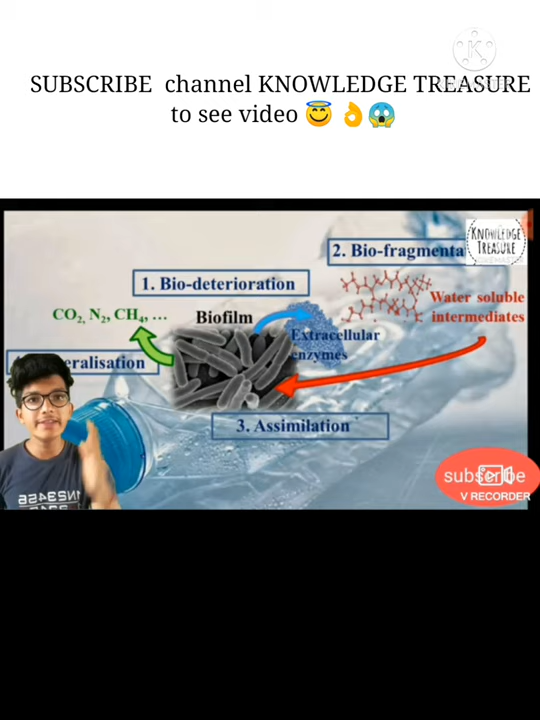 SUBSCRIBE channel KNOWLEDGE TREASURE
to see video 😇 👌😱
KNOWLEDGE
TREASURE
2. Bio-fragmenta
1. Bio-deterioration
Water soluble
intermediates
CO₂, N₂, CH₄, ...
Biofilm
Extracellular
enzymes
eralisation
3. Assimilation
subscribe
V RECORDER